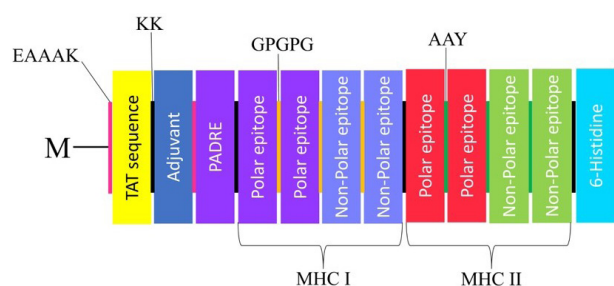 KK
GPGPG
AAY
EAAAK
M
TAT sequence
Adjuvant
PADRE
Polar epitope
Polar epitope
Non-Polar epitope
Non-Polar epitope
Polar epitope
Polar epitope
Non-Polar epitope
Non-Polar epitope
6-Histidine
MHC I
MHC II